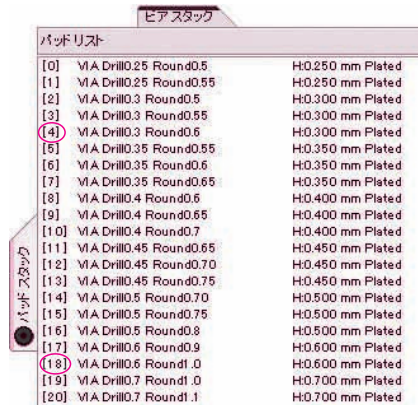 ビアスタック
パッドリスト
[0] VIA Drill0.25 Round0.5 H:0.250 mm Plated
[1] VIA Drill0.25 Round0.55 H:0.250 mm Plated
[2] VIA Drill0.3 Round0.5 H:0.300 mm Plated
[3] VIA Drill0.3 Round0.55 H:0.300 mm Plated
[4] VIA Drill0.3 Round0.6 H:0.300 mm Plated
[5] VIA Drill0.35 Round0.55 H:0.350 mm Plated
[6] VIA Drill0.35 Round0.6 H:0.350 mm Plated
[7] VIA Drill0.35 Round0.65 H:0.350 mm Plated
[8] VIA Drill0.4 Round0.6 H:0.400 mm Plated
[9] VIA Drill0.4 Round0.65 H:0.400 mm Plated
[10] VIA Drill0.4 Round0.7 H:0.400 mm Plated
[11] VIA Drill0.45 Round0.65 H:0.450 mm Plated
[12] VIA Drill0.45 Round0.70 H:0.450 mm Plated
[13] VIA Drill0.45 Round0.75 H:0.450 mm Plated
[14] VIA Drill0.5 Round0.70 H:0.500 mm Plated
[15] VIA Drill0.5 Round0.75 H:0.500 mm Plated
[16] VIA Drill0.5 Round0.8 H:0.500 mm Plated
[17] VIA Drill0.6 Round0.9 H:0.600 mm Plated
[18] VIA Drill0.6 Round1.0 H:0.600 mm Plated
[19] VIA Drill0.7 Round1.0 H:0.700 mm Plated
[20] VIA Drill0.7 Round1.1 H:0.700 mm Plated
パッドスタック